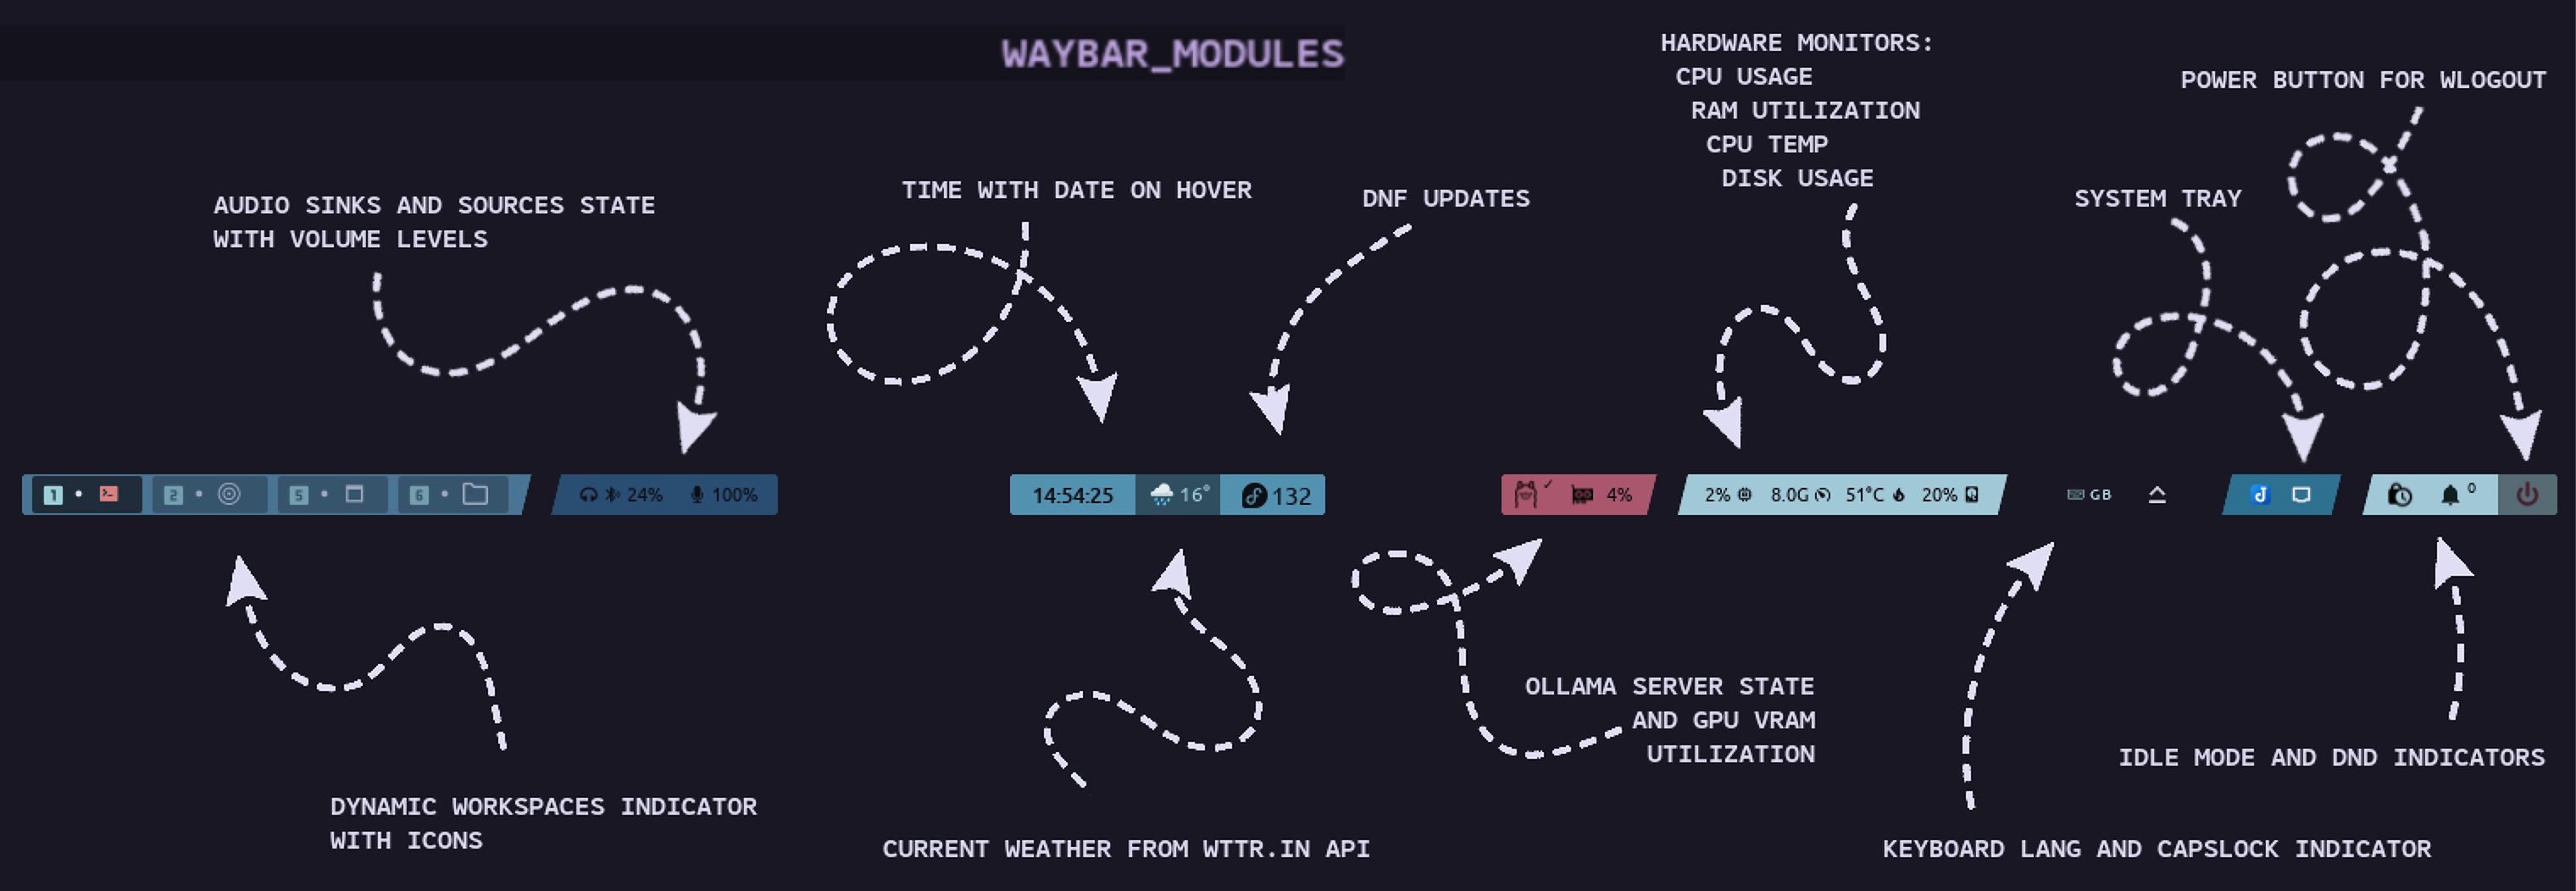 WAYBAR_MODULES
HARDWARE MONITORS:
CPU USAGE
RAM UTILIZATION
CPU TEMP
DISK USAGE
POWER BUTTON FOR WLOGOUT
AUDIO SINKS AND SOURCES STATE
WITH VOLUME LEVELS
TIME WITH DATE ON HOVER
DNF UPDATES
SYSTEM TRAY
1 2 5 6 24% 100% 14:54:25 16° 132 4% 2% 8.0G 51°C 20% GB 0
OLLAMA SERVER STATE
AND GPU VRAM
UTILIZATION
IDLE MODE AND DND INDICATORS
DYNAMIC WORKSPACES INDICATOR
WITH ICONS
CURRENT WEATHER FROM WTTR.IN API
KEYBOARD LANG AND CAPSLOCK INDICATOR